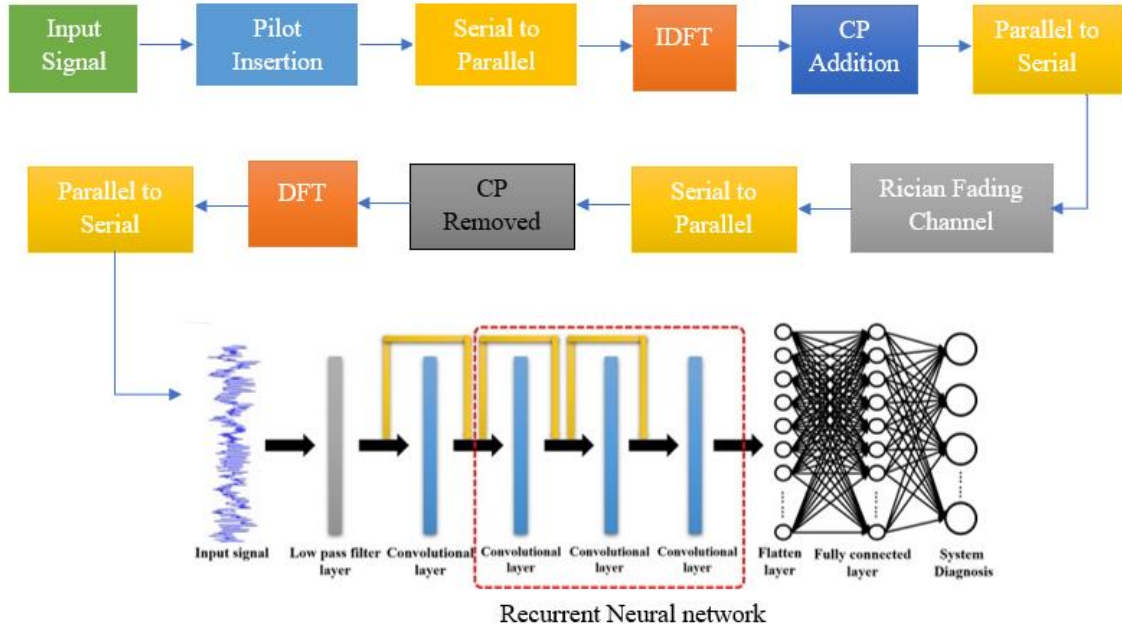 Input
Signal
Pilot
Insertion
Serial to
Parallel
IDFT
CP
Addition
Parallel to
Serial
Parallel to
Serial
DFT
CP
Removed
Serial to
Parallel
Rician Fading
Channel
Input signal
Low pass filter
layer
Convolutional layer
Convolutional
layer
Convolutional
layer
Convolutional
layer
Flatten
layer
Fully connected
layer
System
Diagnosis
Recurrent Neural network